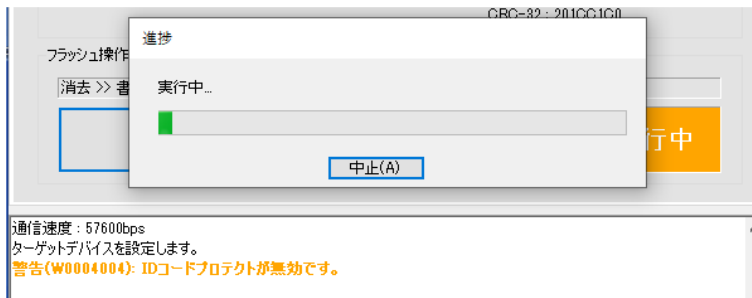 進捗
フラッシュ操作
消去 >> 書
実行中...
行中
中止(A)
通信速度：57600bps
ターゲットデバイスを設定します。
警告(W0004004): IDコードプロテクトが無効です。